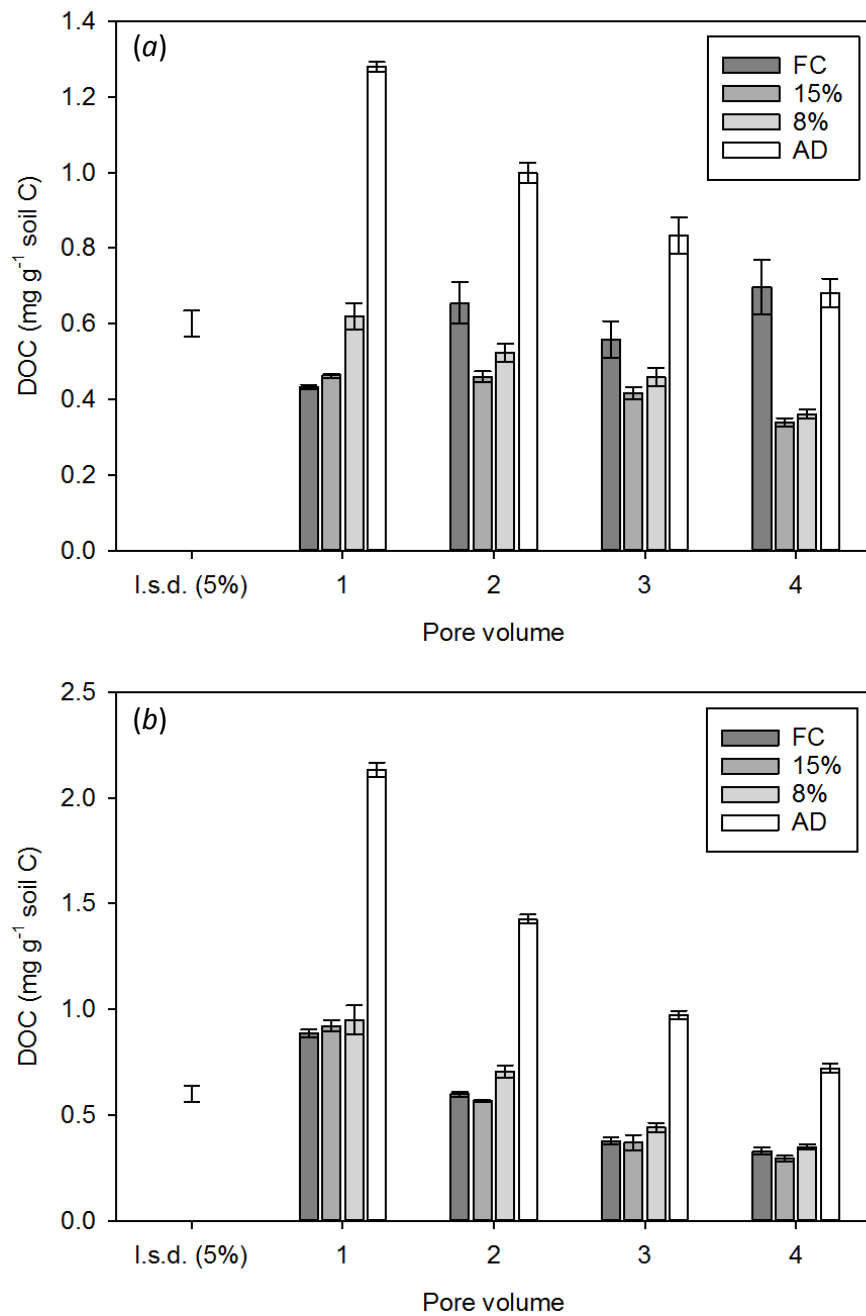 (a)
FC
15%
8%
AD
1.4
1.2
1.0
0.8
0.6
0.4
0.2
0.0
DOC (mg g⁻¹ soil C)
l.s.d. (5%) 1 2 3 4
Pore volume
(b)
FC
15%
8%
AD
2.5
2.0
1.5
1.0
0.5
0.0
DOC (mg g⁻¹ soil C)
l.s.d. (5%) 1 2 3 4
Pore volume